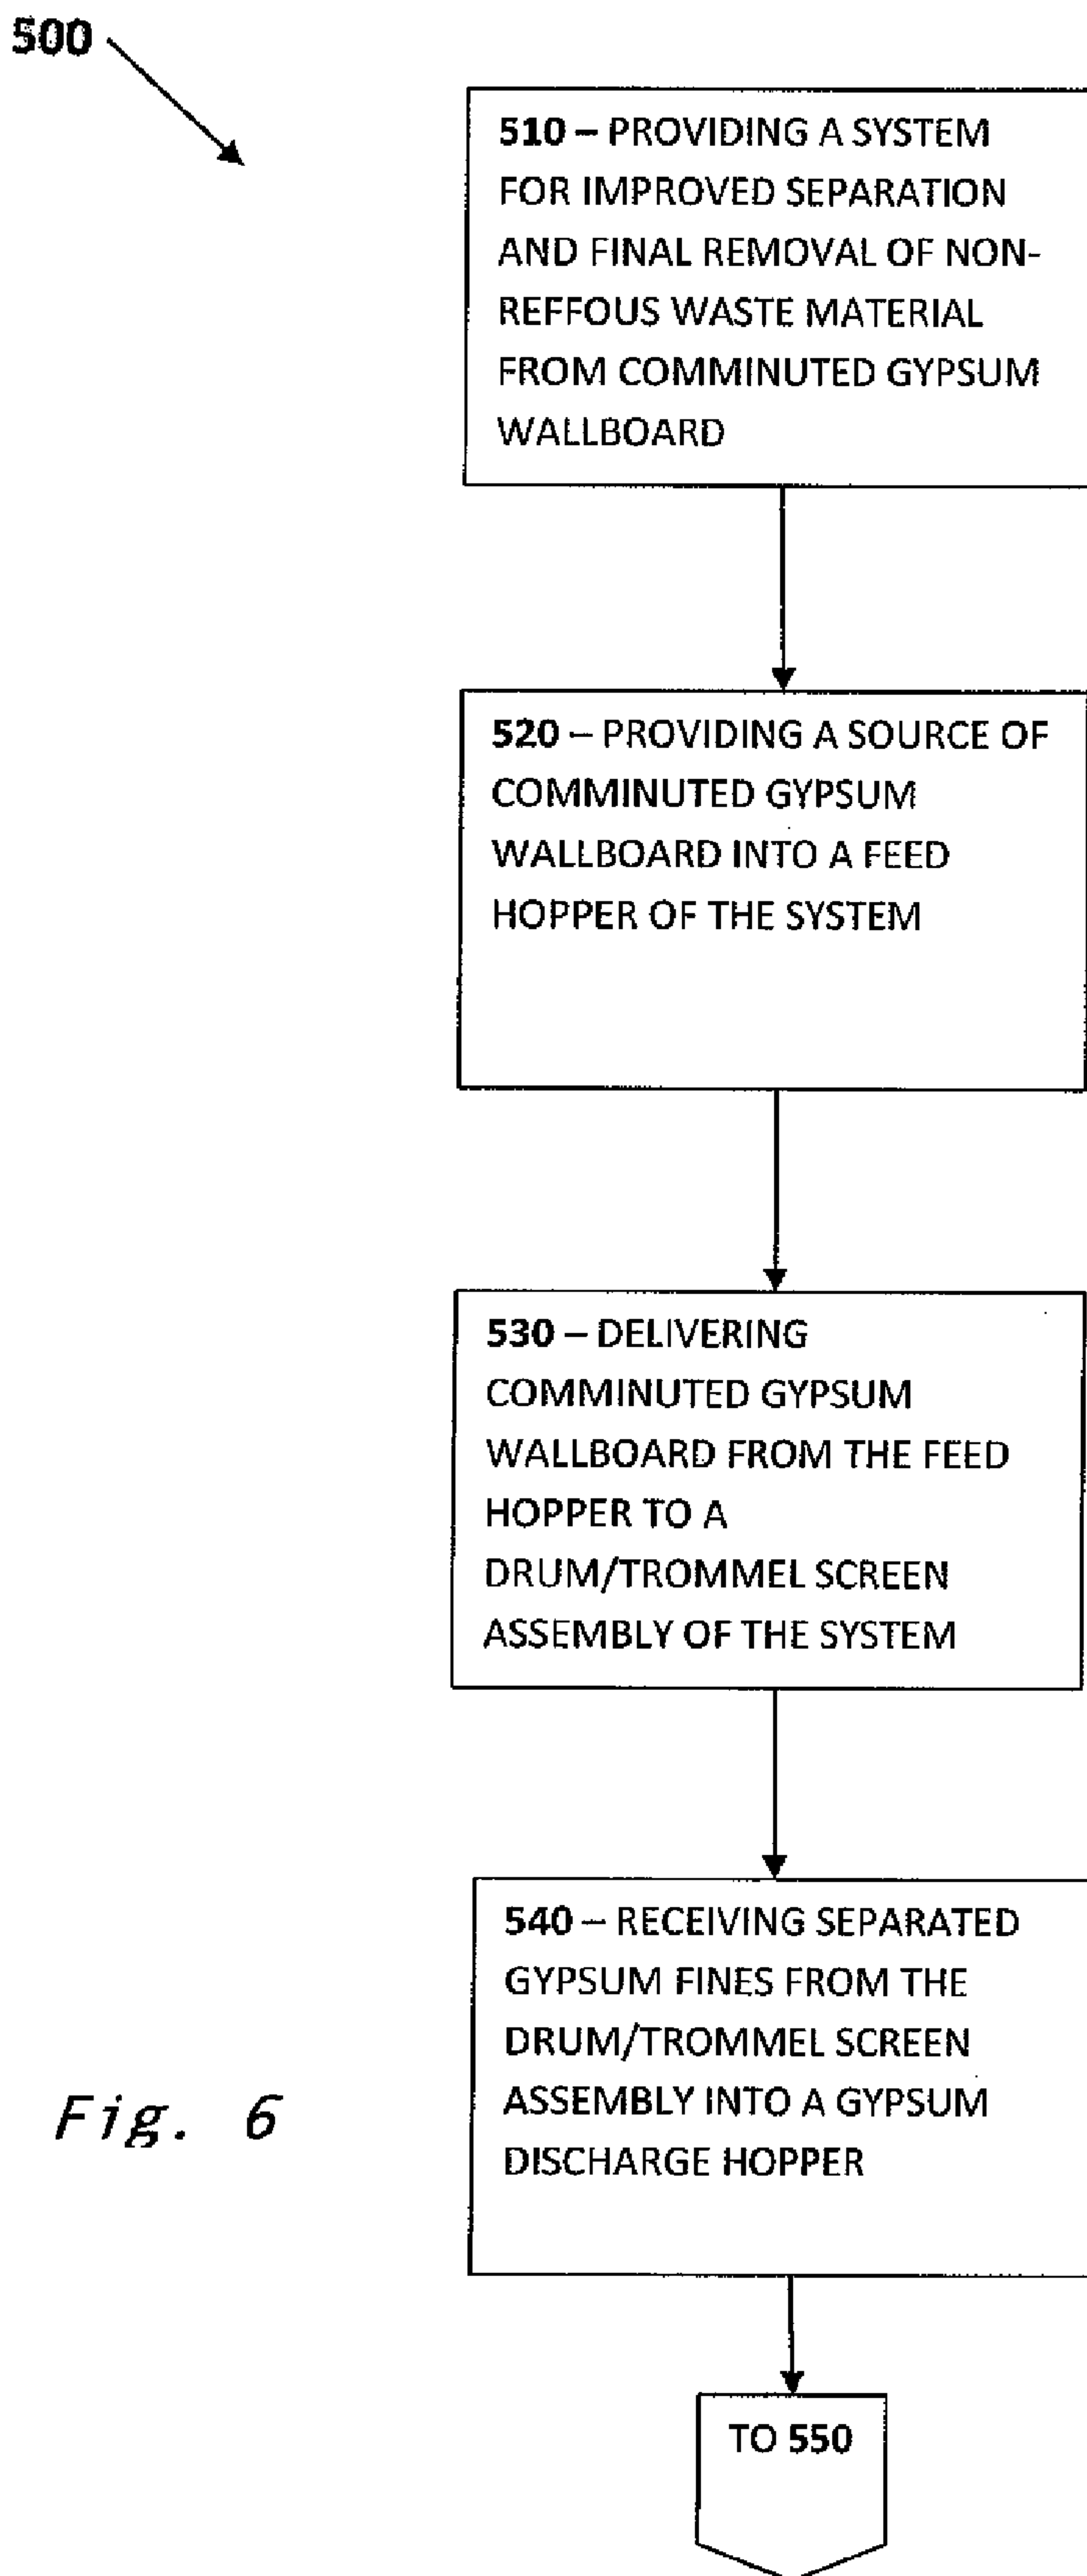 500
510 – PROVIDING A SYSTEM
FOR IMPROVED SEPARATION
AND FINAL REMOVAL OF NON-
REFFOUS WASTE MATERIAL
FROM COMMINUTED GYPSUM
WALLBOARD
520 – PROVIDING A SOURCE OF
COMMINUTED GYPSUM
WALLBOARD INTO A FEED
HOPPER OF THE SYSTEM
530 – DELIVERING
COMMINUTED GYPSUM
WALLBOARD FROM THE FEED
HOPPER TO A
DRUM/TROMMEL SCREEN
ASSEMBLY OF THE SYSTEM
540 – RECEIVING SEPARATED
GYPSUM FINES FROM THE
DRUM/TROMMEL SCREEN
ASSEMBLY INTO A GYPSUM
DISCHARGE HOPPER
Fig. 6
TO 550